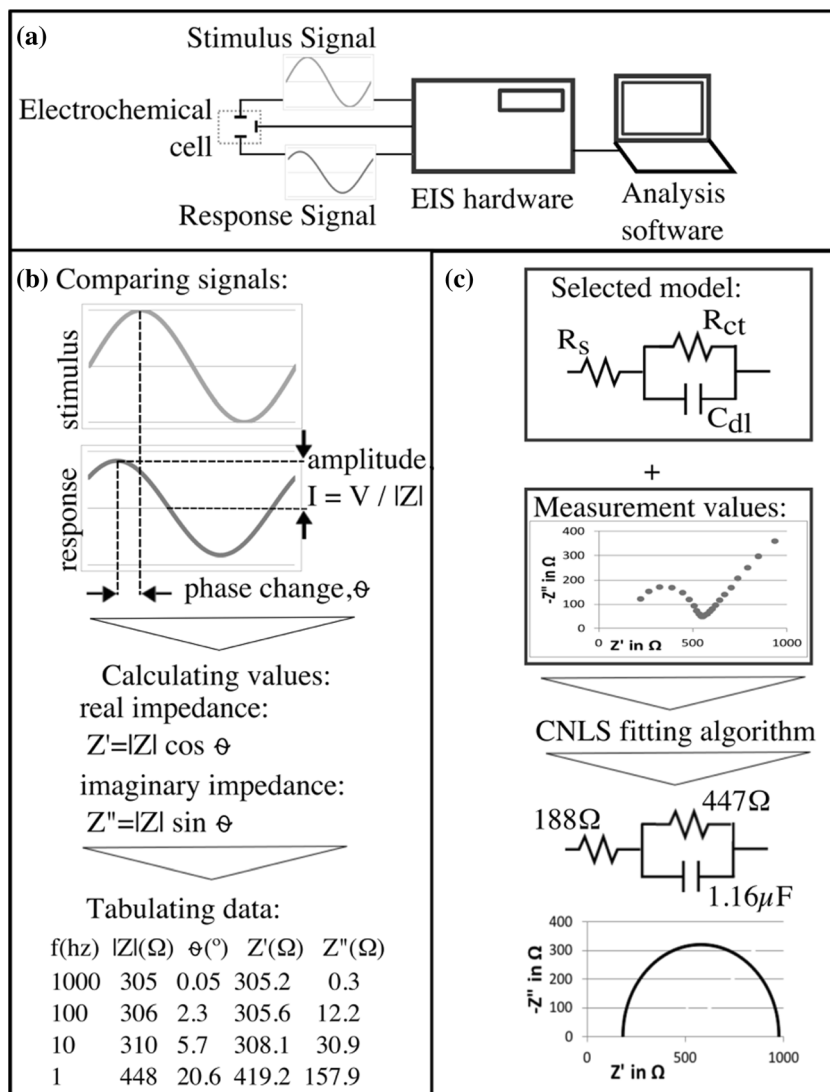 (a)
Stimulus Signal
Electrochemical
cell
Response Signal
EIS hardware
Analysis
software
(b) Comparing signals:
stimulus
response
amplitude,
I = V / |Z|
phase change,ɵ
Calculating values:
real impedance:
Z'=|Z| cos ɵ
imaginary impedance:
Z"=|Z| sin ɵ
Tabulating data:
f(hz) |Z|(Ω) ɵ(º) Z'(Ω) Z"(Ω)
1000 305 0.05 305.2 0.3
100 306 2.3 305.6 12.2
10 310 5.7 308.1 30.9
1 448 20.6 419.2 157.9
(c)
Selected model:
Rs
Rct
Cdl
+
Measurement values:
400
300
200
100
0
-Z" in Ω
0 500 1000
Z' in Ω
CNLS fitting algorithm
188Ω
447Ω
1.16µF
400
300
200
100
0
-Z" in Ω
0 500 1000
Z' in Ω